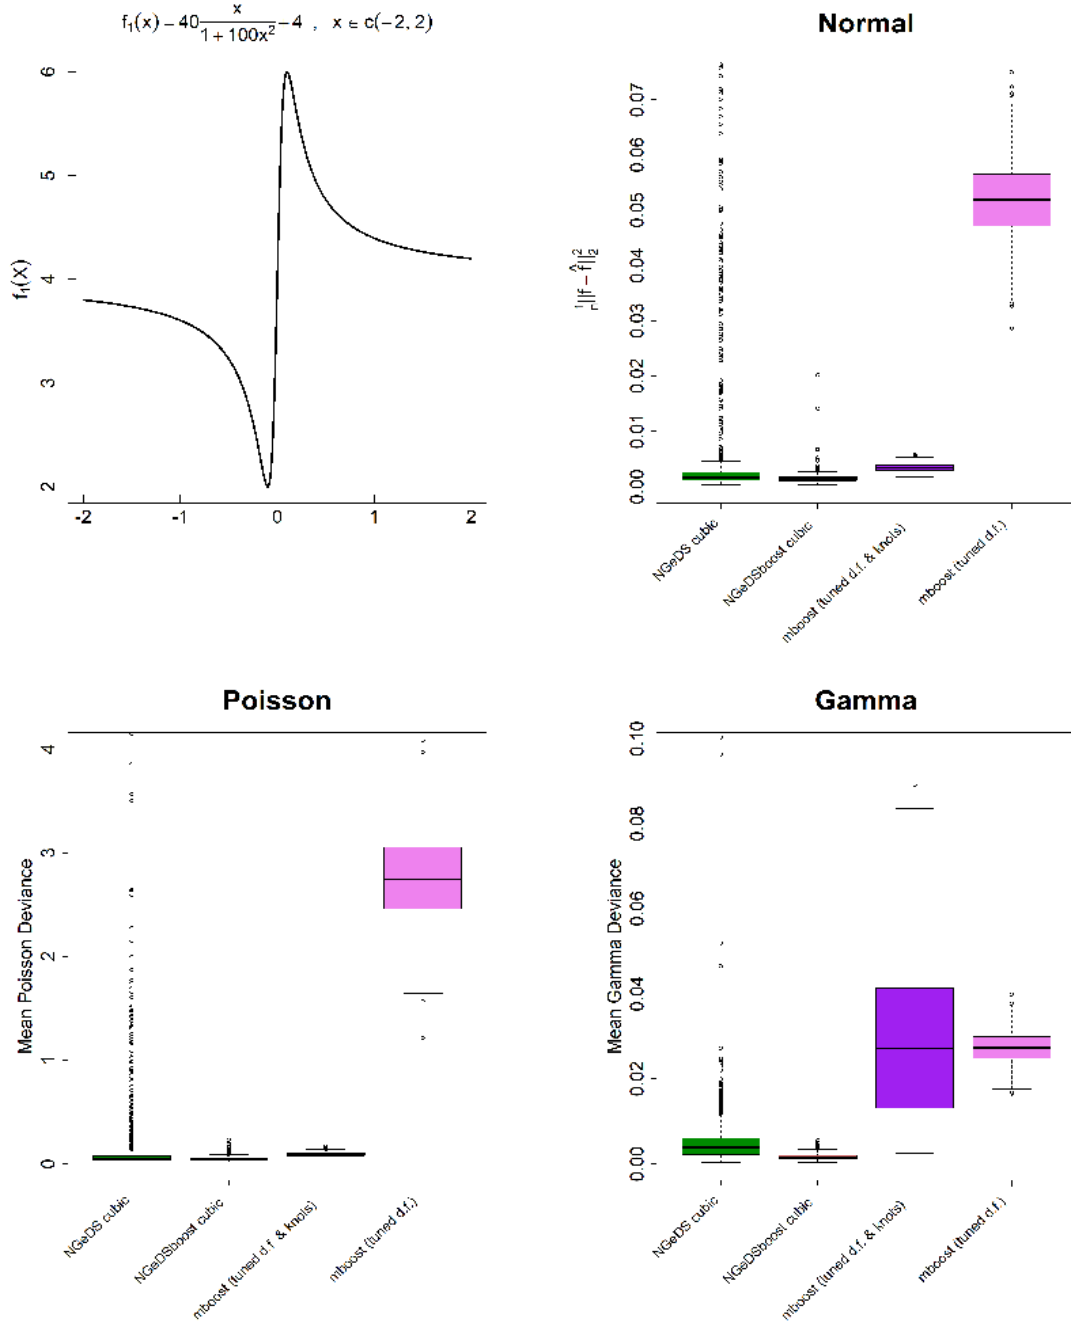 f₁(x) = 40 x / (1 + 100x²) − 4 , x ∈ c(−2, 2)
6
5
4
3
2
f₁(x)
-2 -1 0 1 2
Normal
0.07
0.06
0.05
0.04
0.03
0.02
0.01
0.00
NGeDS cubic
NGeDSboost cubic
mboost (tuned d.f. & knots)
mboost (tuned d.f.)
Poisson
4
3
2
1
0
Mean Poisson Deviance
NGeDS cubic
NGeDSboost cubic
mboost (tuned d.f. & knots)
mboost (tuned d.f.)
Gamma
0.10
0.08
0.06
0.04
0.02
0.00
Mean Gamma Deviance
NGeDS cubic
NGeDSboost cubic
mboost (tuned d.f. & knots)
mboost (tuned d.f.)